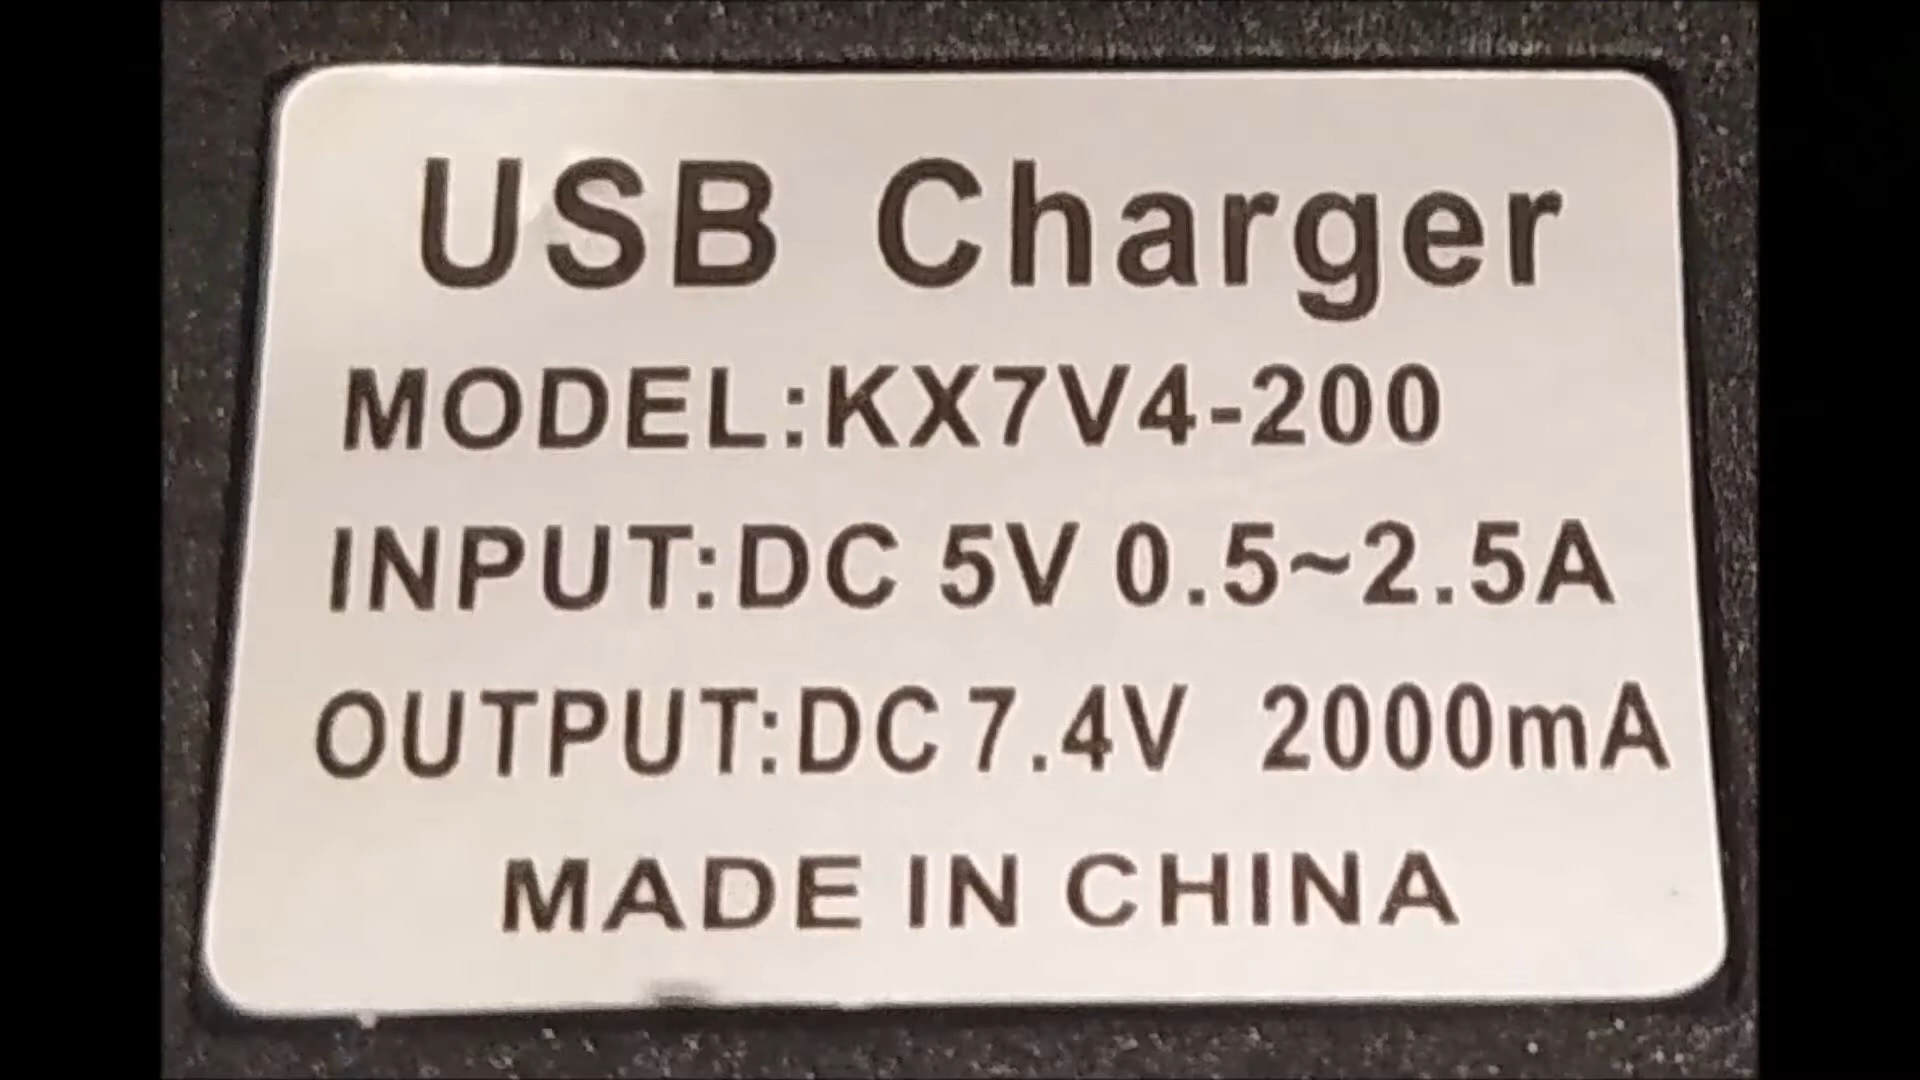 USB Charger
MODEL:KX7V4-200
INPUT:DC 5V 0.5~2.5A
OUTPUT:DC 7.4V 2000mA
MADE IN CHINA